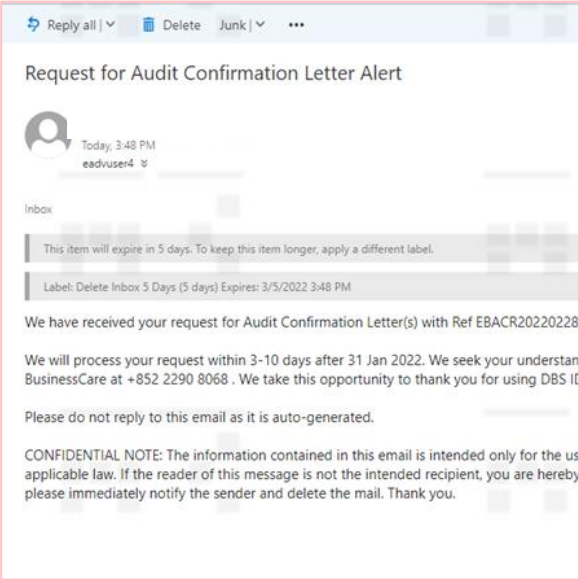 Reply all | Delete Junk | ...
Request for Audit Confirmation Letter Alert
Today, 3:48 PM
eadvuser4
Inbox
This item will expire in 5 days. To keep this item longer, apply a different label.
Label: Delete Inbox 5 Days (5 days) Expires: 3/5/2022 3:48 PM
We have received your request for Audit Confirmation Letter(s) with Ref EBACR20220228
We will process your request within 3-10 days after 31 Jan 2022. We seek your understan
BusinessCare at +852 2290 8068 . We take this opportunity to thank you for using DBS ID
Please do not reply to this email as it is auto-generated.
CONFIDENTIAL NOTE: The information contained in this email is intended only for the us
applicable law. If the reader of this message is not the intended recipient, you are hereby
please immediately notify the sender and delete the mail. Thank you.